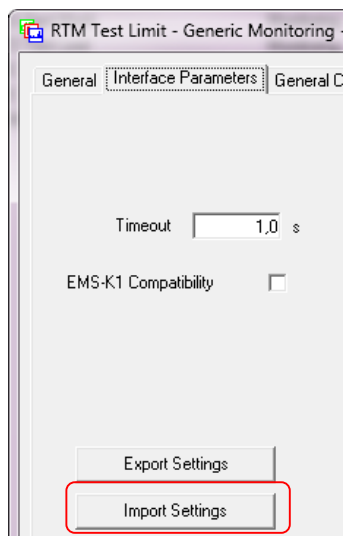 RTM Test Limit - Generic Monitoring -
General Interface Parameters General C
Timeout 1,0 s
EMS-K1 Compatibility
Export Settings
Import Settings